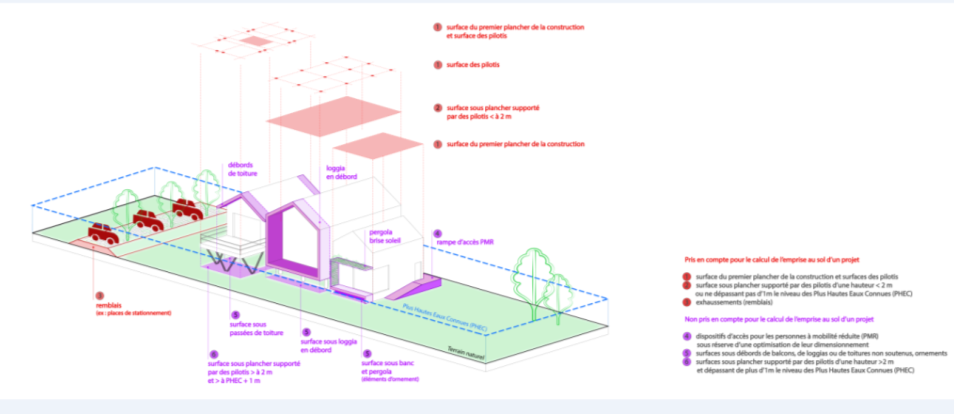 1 surface du premier plancher de la construction
et surface des pilotis
1 surface des pilotis
2 surface sous plancher supporté
par des pilotis < à 2 m
1 surface du premier plancher de la construction
débords
de toiture
loggia
en débord
pergola
brise soleil
4 rampe d'accès PMR
3 remblais
(ex : places de stationnement)
5 surface sous
passées de toiture
5 surface sous loggia
en débord
6 surface sous plancher supporté
par des pilotis > à 2 m
et > à PHEC + 1 m
5 surface sous banc
et pergola
(éléments d'ornement)
Plus Hautes Eaux Connues (PHEC)
Terrain naturel
Pris en compte pour le calcul de l'emprise au sol d'un projet
1 surface du premier plancher de la construction et surfaces des pilotis
2 surface sous plancher supporté par des pilotis d'une hauteur < 2 m
ou ne dépassant pas d'1m le niveau des Plus Hautes Eaux Connues (PHEC)
3 exhaussements (remblais)
Non pris en compte pour le calcul de l'emprise au sol d'un projet
4 dispositifs d'accès pour les personnes à mobilité réduite (PMR)
sous réserve d'une optimisation de leur dimensionnement
5 surfaces sous débords de balcons, de loggias ou de toitures non soutenus, ornements
6 surfaces sous plancher supporté par des pilotis d'une hauteur >2 m
et dépassant de plus d'1m le niveau des Plus Hautes Eaux Connues (PHEC)